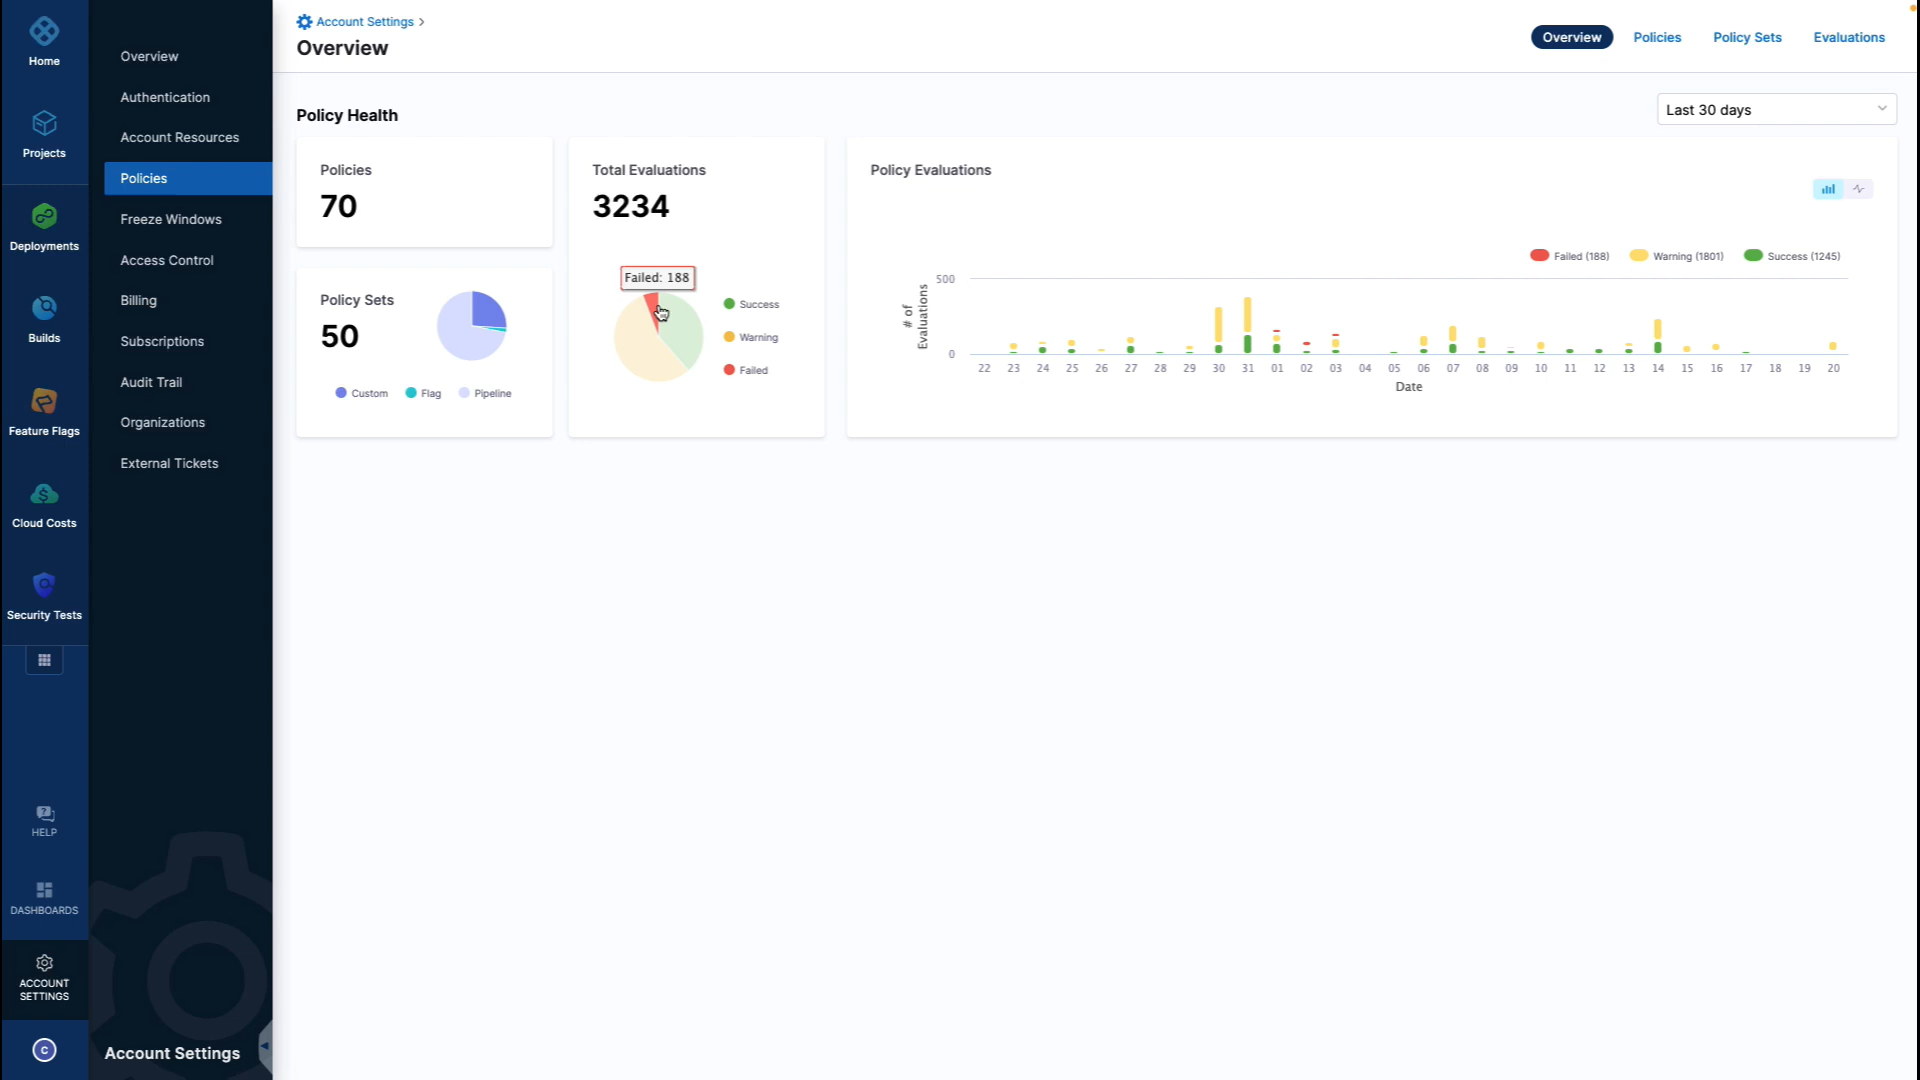 Home
Projects
Deployments
Builds
Feature Flags
Cloud Costs
Security Tests
HELP
DASHBOARDS
ACCOUNT
SETTINGS
C
Overview
Authentication
Account Resources
Policies
Freeze Windows
Access Control
Billing
Subscriptions
Audit Trail
Organizations
External Tickets
Account Settings
Account Settings >
Overview
Overview Policies Policy Sets Evaluations
Policy Health
Last 30 days
Policies
70
Policy Sets
50
Custom Flag Pipeline
Total Evaluations
3234
Failed: 188
Success
Warning
Failed
Policy Evaluations
Failed (188) Warning (1801) Success (1245)
# of
Evaluations
500
0
22 23 24 25 26 27 28 29 30 31 01 02 03 04 05 06 07 08 09 10 11 12 13 14 15 16 17 18 19 20
Date